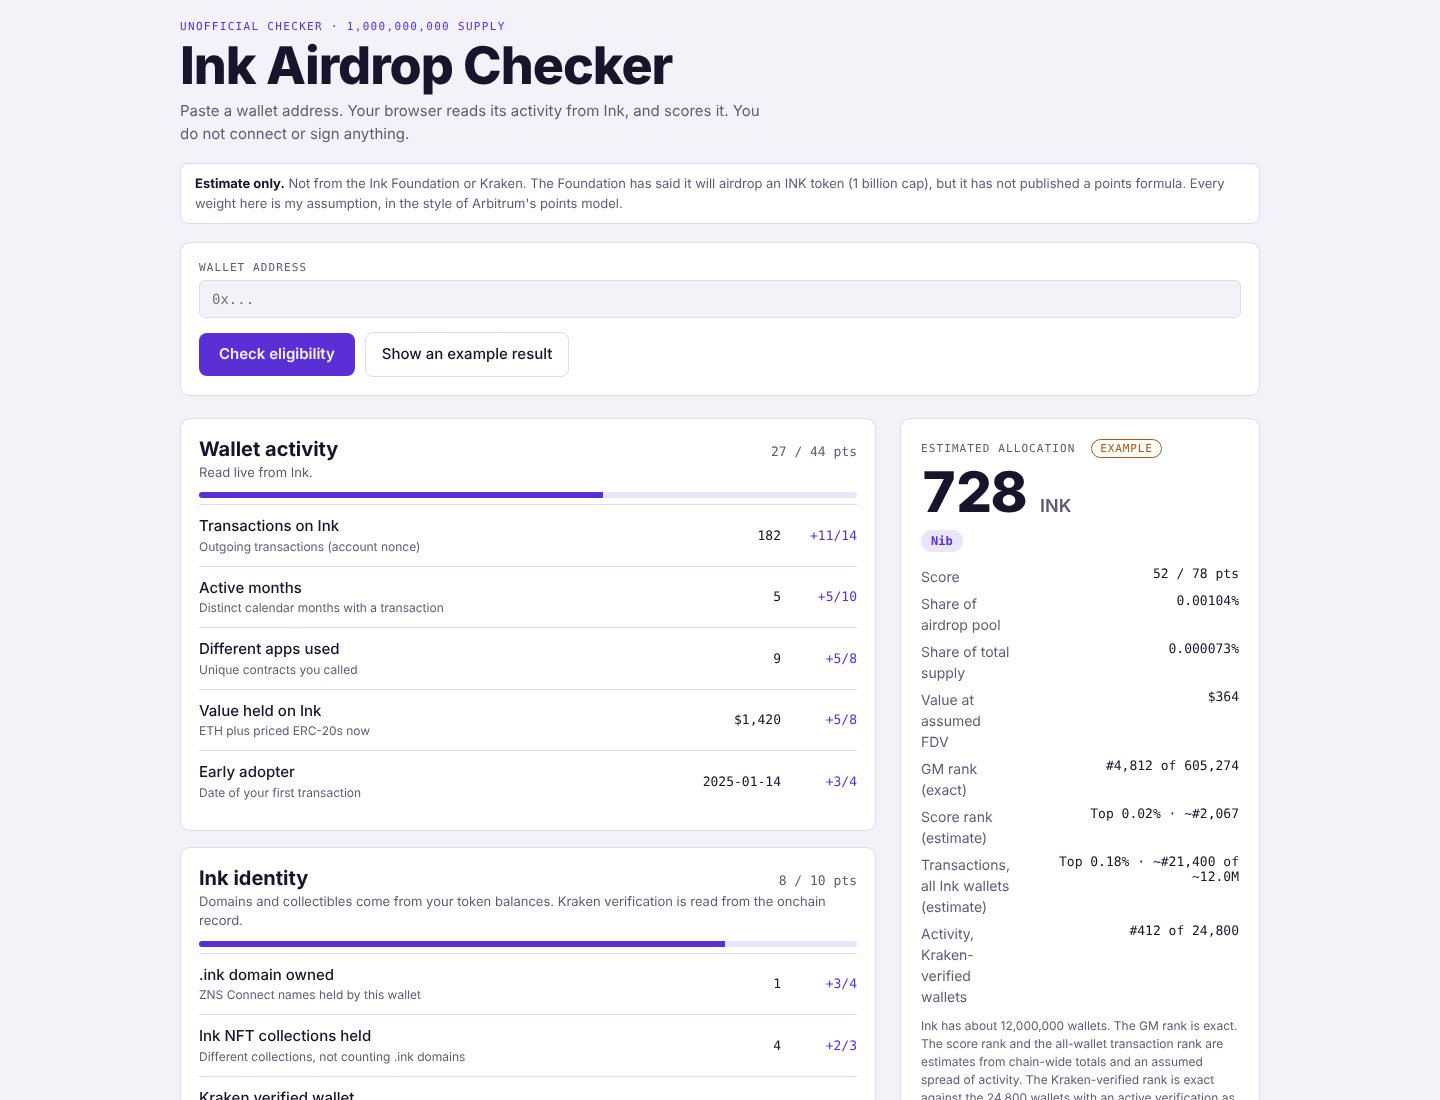 UNOFFICIAL CHECKER · 1,000,000,000 SUPPLY
Ink Airdrop Checker
Paste a wallet address. Your browser reads its activity from Ink, and scores it. You
do not connect or sign anything.
Estimate only. Not from the Ink Foundation or Kraken. The Foundation has said it will airdrop an INK token (1 billion cap), but it has not published a points formula. Every
weight here is my assumption, in the style of Arbitrum's points model.
WALLET ADDRESS
0x...
Check eligibility
Show an example result
Wallet activity
27 / 44 pts
Read live from Ink.
Transactions on Ink
Outgoing transactions (account nonce)
182 +11/14
Active months
Distinct calendar months with a transaction
5 +5/10
Different apps used
Unique contracts you called
9 +5/8
Value held on Ink
ETH plus priced ERC-20s now
$1,420 +5/8
Early adopter
Date of your first transaction
2025-01-14 +3/4
Ink identity
8 / 10 pts
Domains and collectibles come from your token balances. Kraken verification is read from the onchain
record.
.ink domain owned
ZNS Connect names held by this wallet
1 +3/4
Ink NFT collections held
Different collections, not counting .ink domains
4 +2/3
Kraken verified wallet
ESTIMATED ALLOCATION EXAMPLE
728 INK
Nib
Score
52 / 78 pts
Share of
airdrop pool
0.00104%
Share of total
supply
0.000073%
Value at
assumed
FDV
$364
GM rank
(exact)
#4,812 of 605,274
Score rank
(estimate)
Top 0.02% · ~#2,067
Transactions,
all Ink wallets
(estimate)
Top 0.18% · ~#21,400 of
~12.0M
Activity,
Kraken-
verified
wallets
#412 of 24,800
Ink has about 12,000,000 wallets. The GM rank is exact.
The score rank and the all-wallet transaction rank are
estimates from chain-wide totals and an assumed
spread of activity. The Kraken-verified rank is exact
against the 24,800 wallets with an active verification as